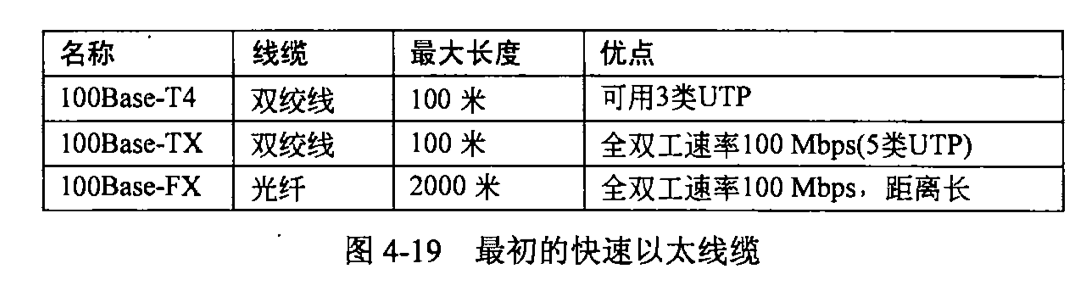 名称 线缆 最大长度 优点
100Base-T4 双绞线 100 米 可用3类UTP
100Base-TX 双绞线 100 米 全双工速率100 Mbps(5类UTP)
100Base-FX 光纤 2000 米 全双工速率100 Mbps，距离长
图 4-19 最初的快速以太线缆